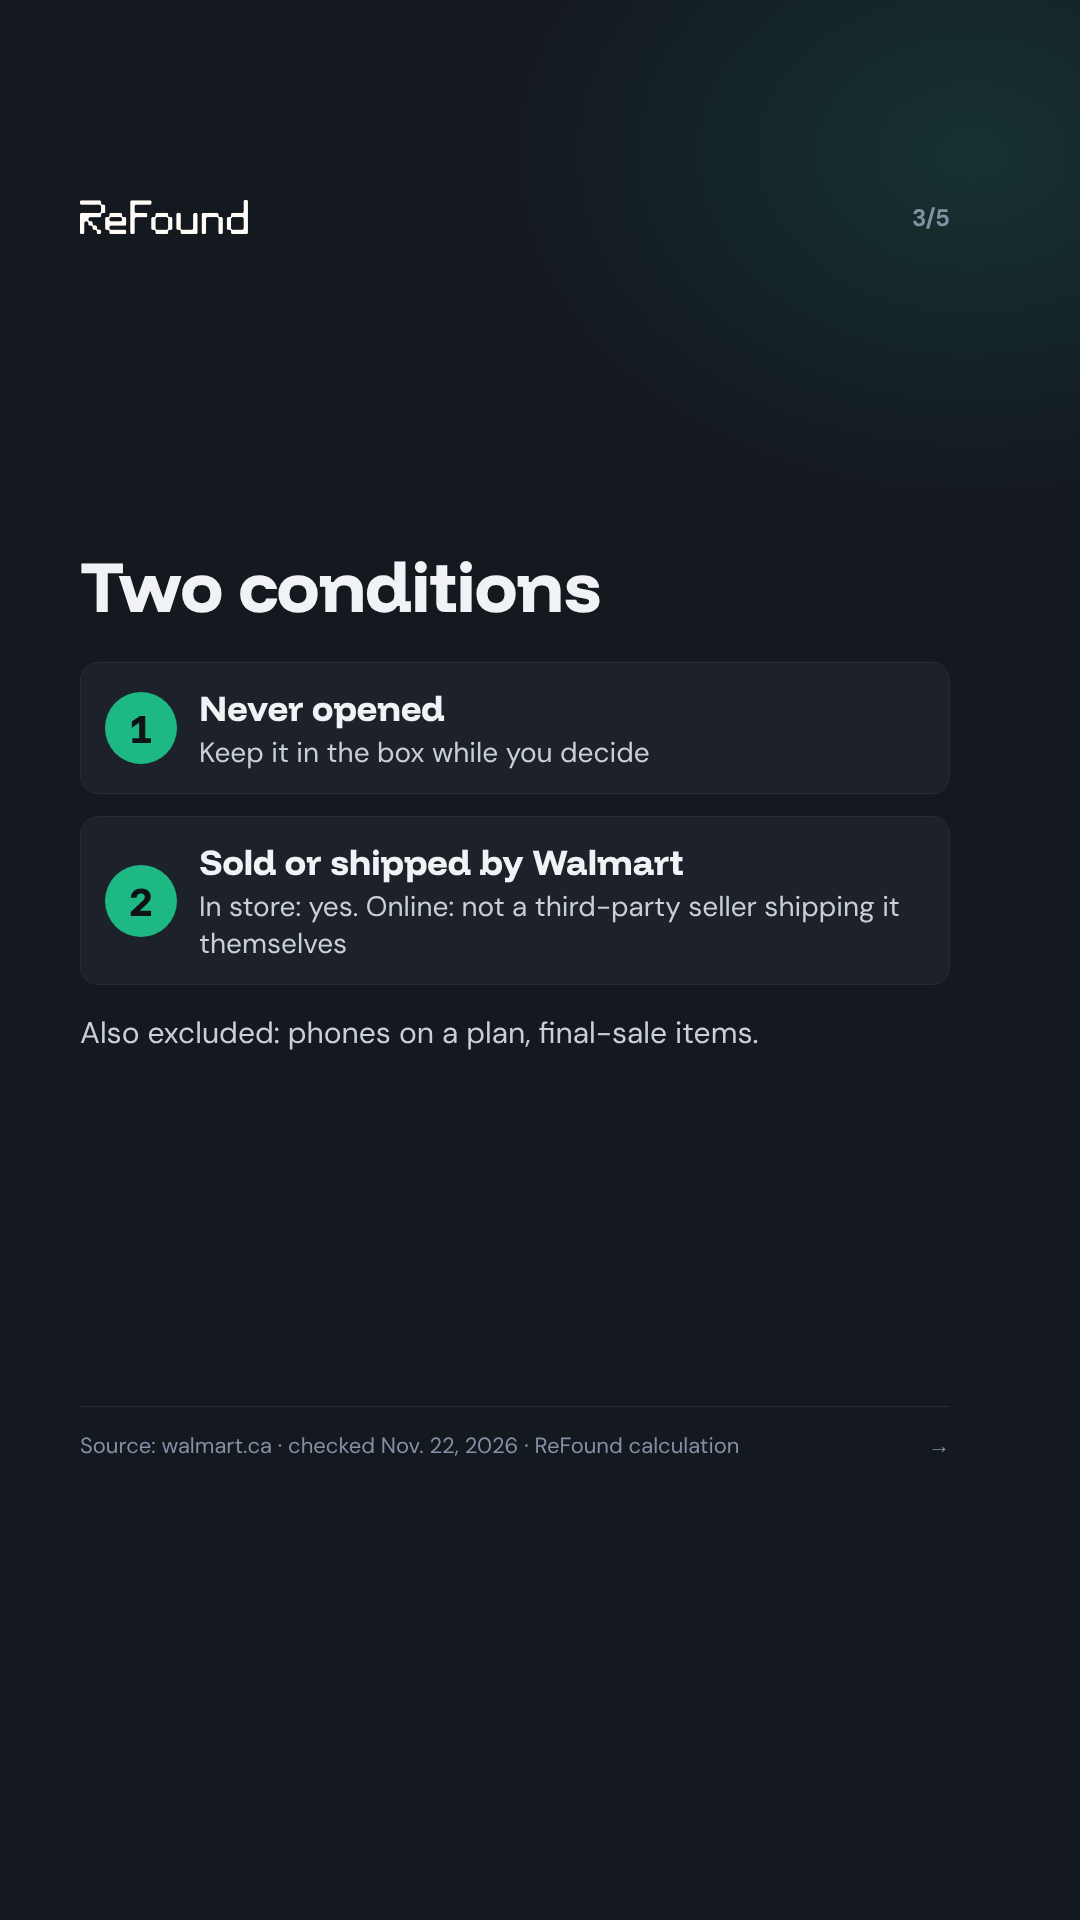 ReFound
3/5
Two conditions
1
Never opened
Keep it in the box while you decide
2
Sold or shipped by Walmart
In store: yes. Online: not a third-party seller shipping it
themselves
Also excluded: phones on a plan, final-sale items.
Source: walmart.ca · checked Nov. 22, 2026 · ReFound calculation →